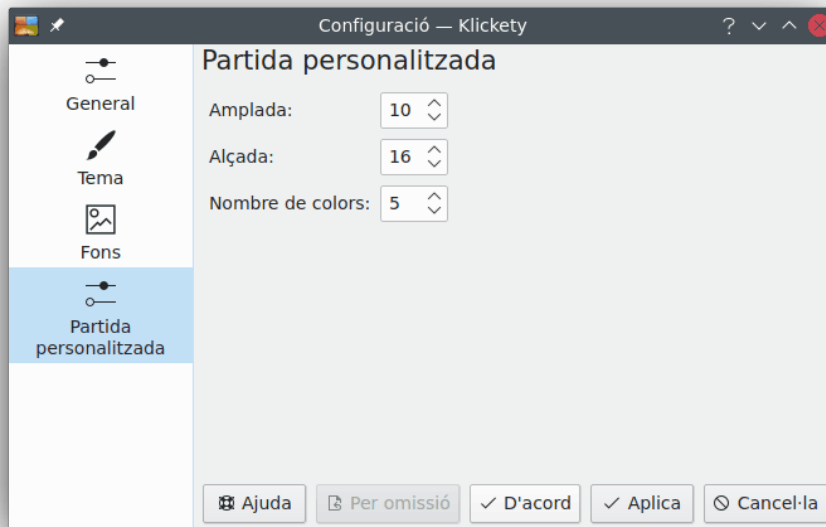 Configuració — Klickety
General
Tema
Fons
Partida
personalitzada
Partida personalitzada
Amplada: 10
Alçada: 16
Nombre de colors: 5
Ajuda Per omissió D'acord Aplica Cancel·la